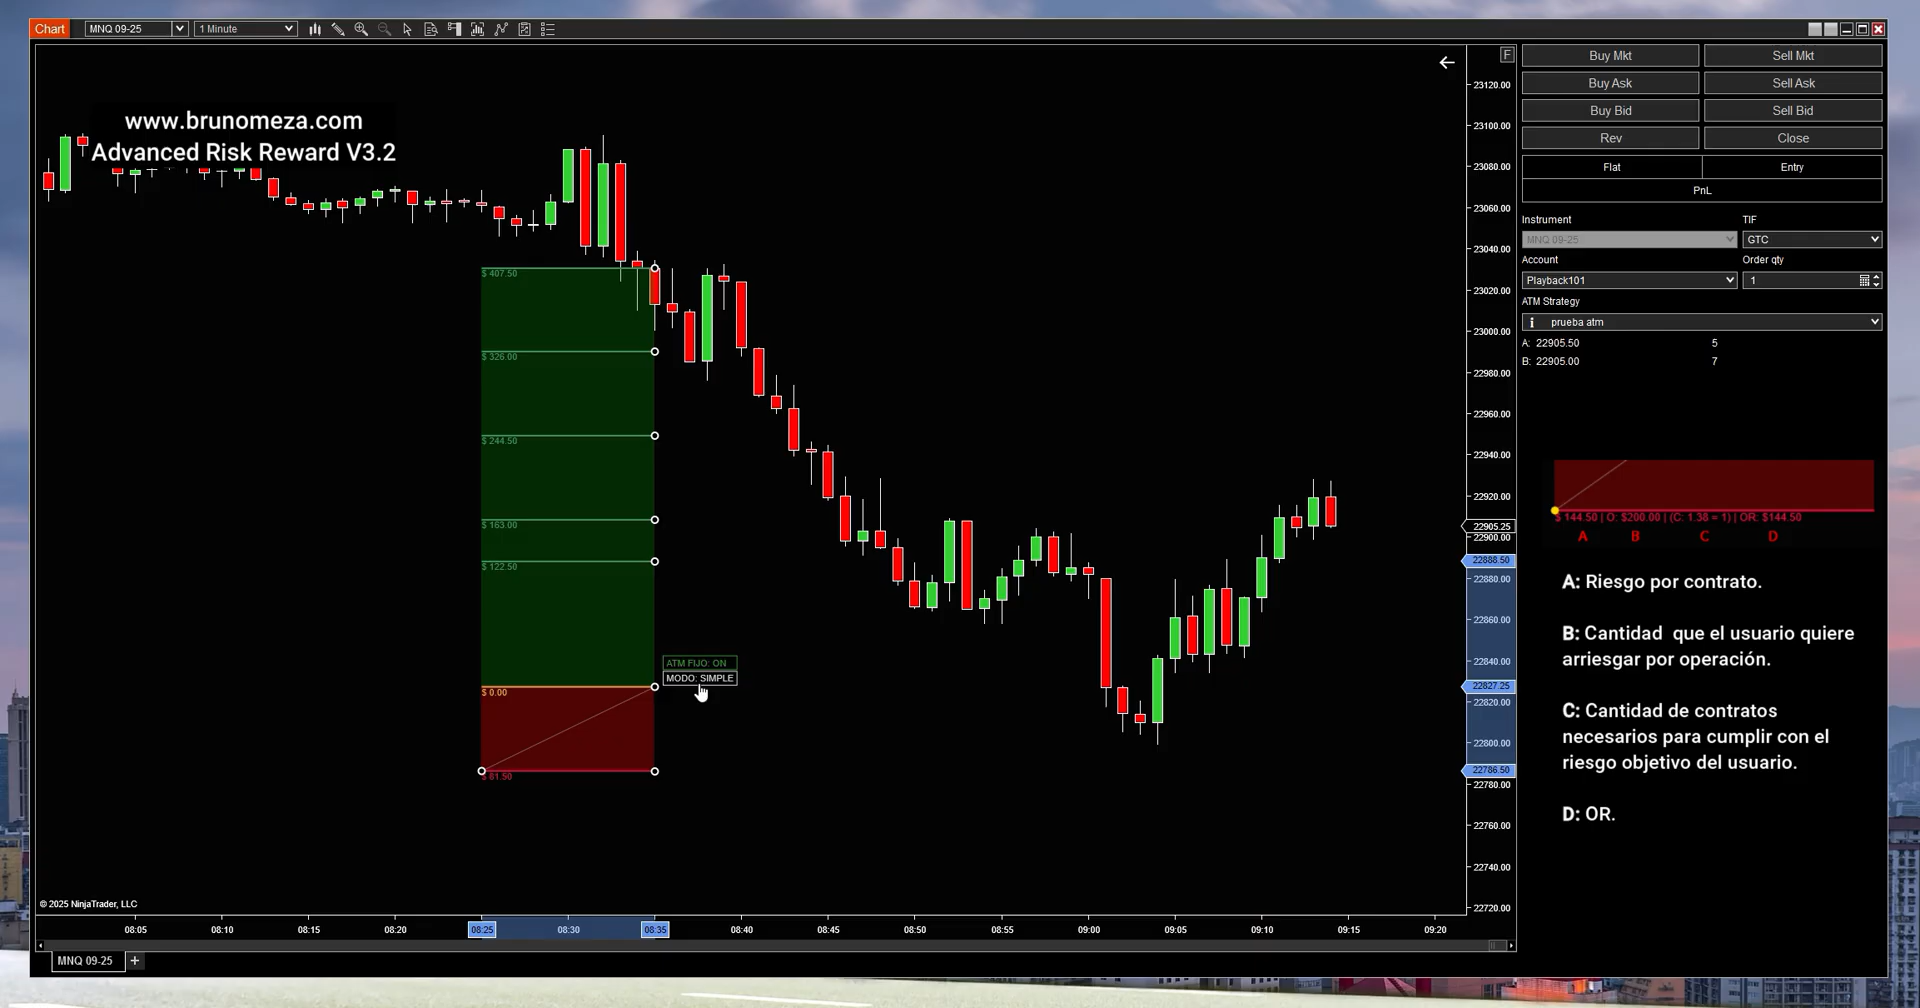 Chart
MNQ 09-25
1 Minute
F
www.brunomeza.com
Advanced Risk Reward V3.2
$ 407.50
$ 326.00
$ 244.50
$ 163.00
$ 122.50
ATM FIJO: ON
MODO: SIMPLE
$ 0.00
$ 81.50
© 2025 NinjaTrader, LLC
23120.00
23100.00
23080.00
23060.00
23040.00
23020.00
23000.00
22980.00
22960.00
22940.00
22920.00
22905.25
22900.00
22888.50
22880.00
22860.00
22840.00
22827.25
22820.00
22800.00
22786.50
22780.00
22760.00
22740.00
22720.00
08:05 08:10 08:15 08:20 08:25 08:30 08:35 08:40 08:45 08:50 08:55 09:00 09:05 09:10 09:15 09:20
MNQ 09-25 +
Buy Mkt Sell Mkt
Buy Ask Sell Ask
Buy Bid Sell Bid
Rev Close
Flat Entry
PnL
Instrument TIF
MNQ 09-25 GTC
Account Order qty
Playback101 1
ATM Strategy
prueba atm
A: 22905.50 5
B: 22905.00 7
$ 144.50 | O: $200.00 | (C: 1.38 = 1) | OR: $144.50
A B C D
A: Riesgo por contrato.
B: Cantidad que el usuario quiere
arriesgar por operación.
C: Cantidad de contratos
necesarios para cumplir con el
riesgo objetivo del usuario.
D: OR.